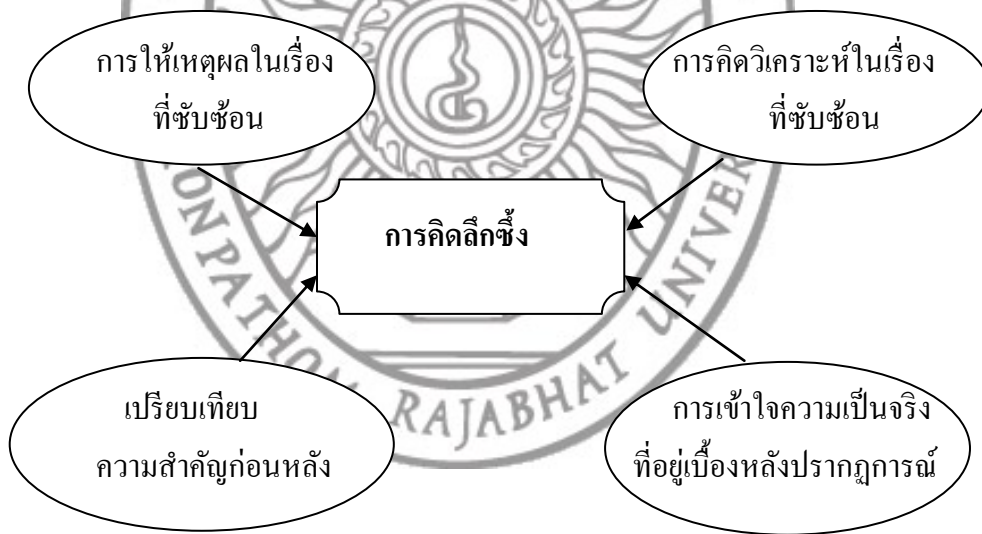 การให้เหตุผลในเรื่อง
ที่ซับซ้อน
การคิดวิเคราะห์ในเรื่อง
ที่ซับซ้อน
การคิดลึกซึ้ง
เปรียบเทียบ
ความสำคัญก่อนหลัง
การเข้าใจความเป็นจริง
ที่อยู่เบื้องหลังปรากฏการณ์
RAJABHAT